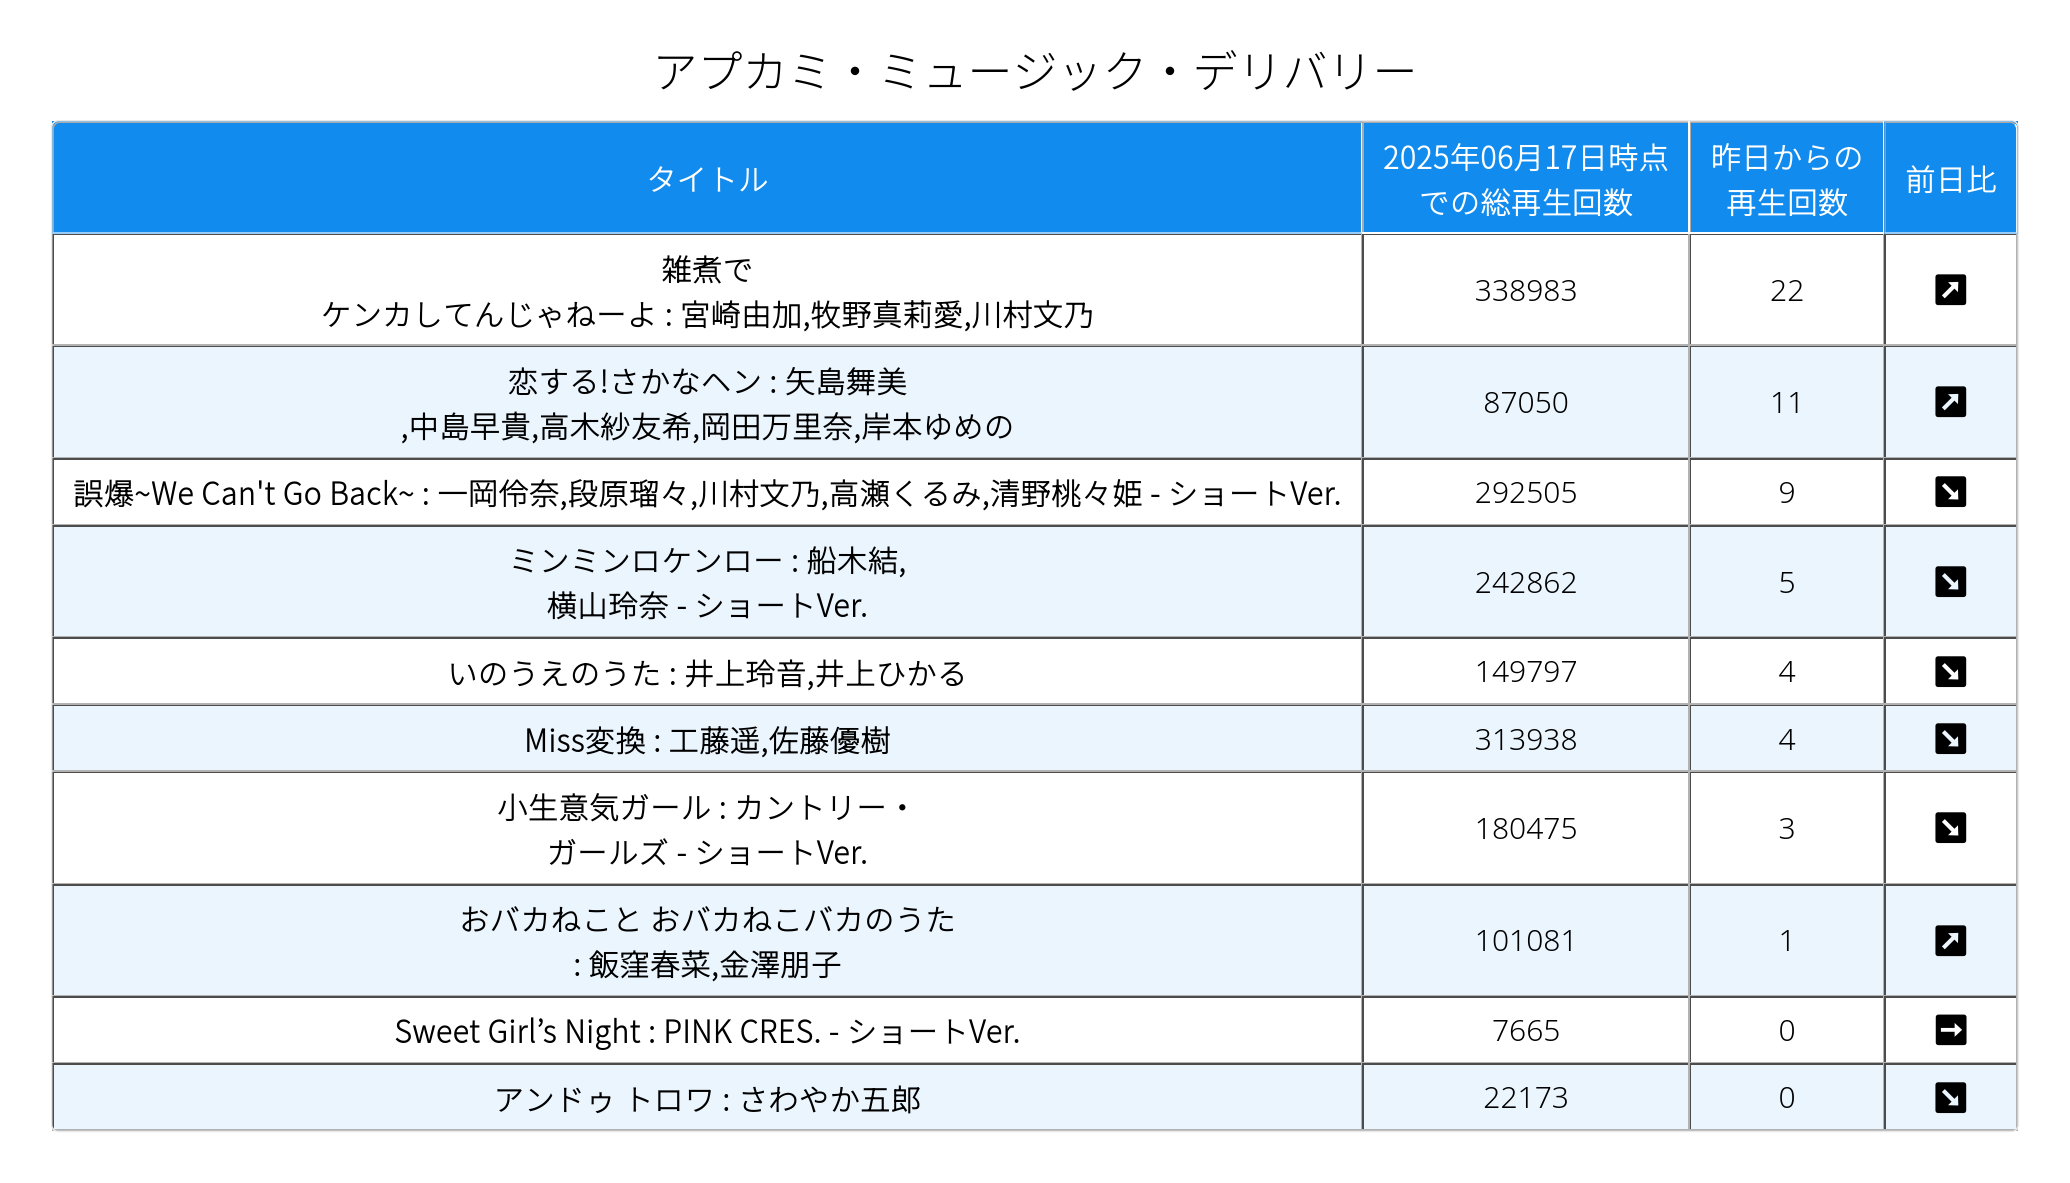 アプカミ・ミュージック・デリバリー
タイトル
2025年06月17日時点
での総再生回数
昨日からの
再生回数
前日比
雑煮で
ケンカしてんじゃねーよ : 宮崎由加,牧野真莉愛,川村文乃
338983
22
恋する!さかなヘン : 矢島舞美
,中島早貴,高木紗友希,岡田万里奈,岸本ゆめの
87050
11
誤爆~We Can't Go Back~ : 一岡伶奈,段原瑠々,川村文乃,高瀬くるみ,清野桃々姫 - ショートVer.
292505
9
ミンミンロケンロー : 船木結,
横山玲奈 - ショートVer.
242862
5
いのうえのうた : 井上玲音,井上ひかる
149797
4
Miss変換 : 工藤遥,佐藤優樹
313938
4
小生意気ガール : カントリー・
ガールズ - ショートVer.
180475
3
おバカねこと おバカねこバカのうた
: 飯窪春菜,金澤朋子
101081
1
Sweet Girl’s Night : PINK CRES. - ショートVer.
7665
0
アンドゥ トロワ : さわやか五郎
22173
0